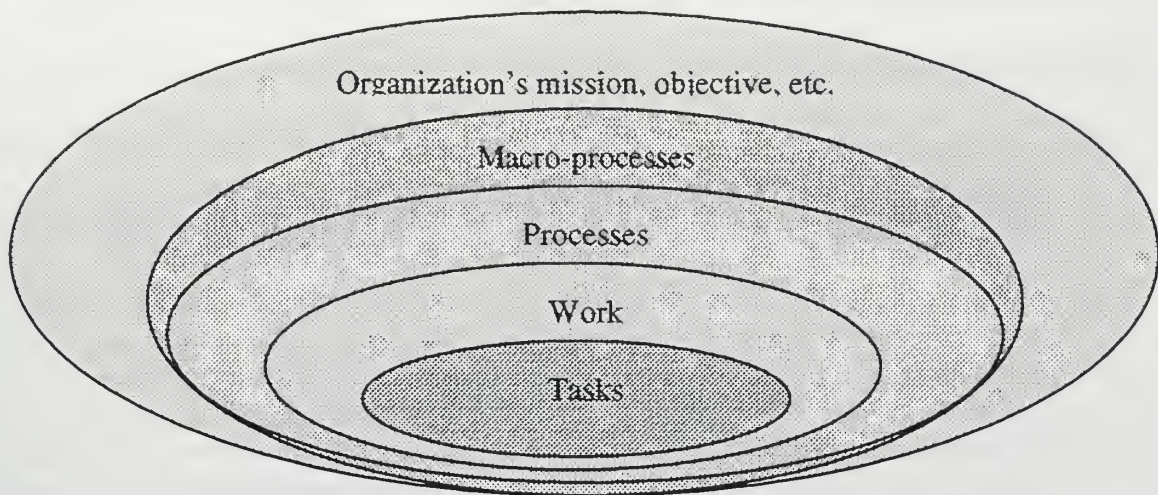 Organization's mission, objective, etc.
Macro-processes
Processes
Work
Tasks